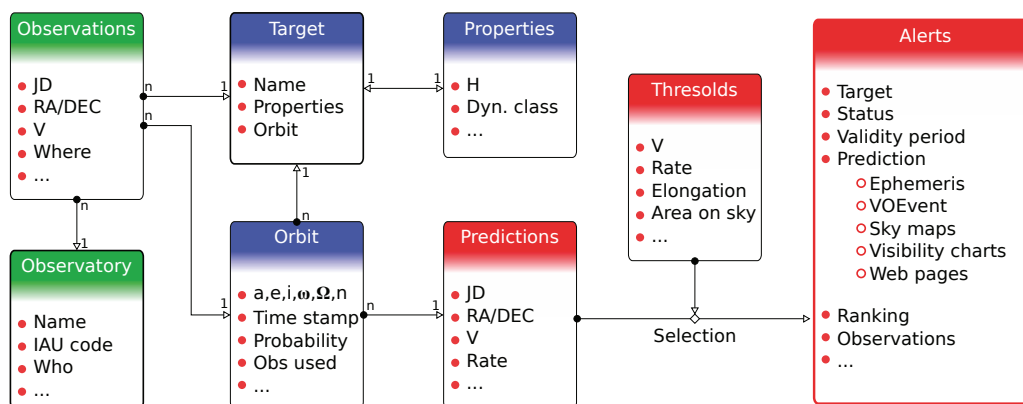 Observations
JD
RA/DEC
V
Where
...
n
n
n
1
Observatory
Name
IAU code
Who
...
Target
Name
Properties
Orbit
1
1
1
n
Orbit
a,e,i,ω,Ω,n
Time stamp
Probability
Obs used
...
1
n
Properties
H
Dyn. class
...
1
Predictions
JD
RA/DEC
V
Rate
...
1
Thresolds
V
Rate
Elongation
Area on sky
...
Selection
Alerts
Target
Status
Validity period
Prediction
Ephemeris
VOEvent
Sky maps
Visibility charts
Web pages
Ranking
Observations
...